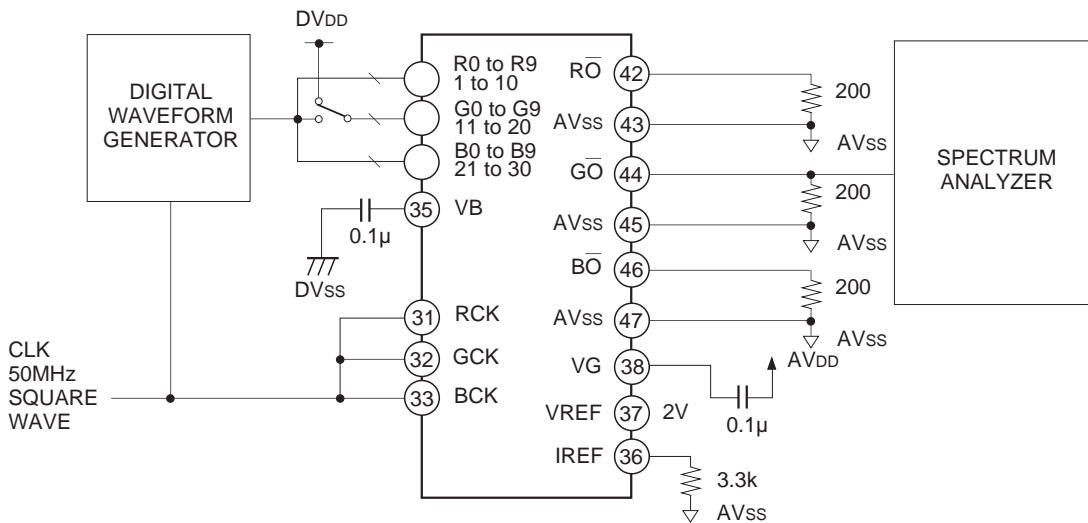 DVDD
DIGITAL
WAVEFORM
GENERATOR
R0 to R9
1 to 10
G0 to G9
11 to 20
B0 to B9
21 to 30
35
VB
0.1µ
DVSS
31
RCK
32
GCK
33
BCK
CLK
50MHz
SQUARE
WAVE
RO̅
42
200
AVSS
43
AVSS
GO̅
44
200
AVSS
45
AVSS
BO̅
46
200
AVSS
47
AVSS
VG
38
AVDD
0.1µ
VREF
37
2V
IREF
36
3.3k
AVSS
SPECTRUM
ANALYZER